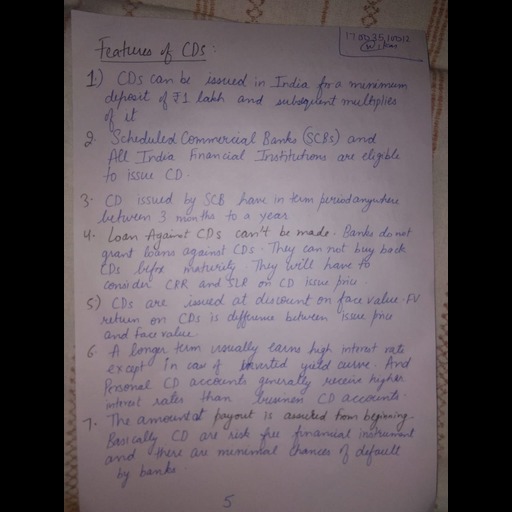 17003510012
Features of CDs :
1.) CDs can be issued in India for a minimum
deposit of ₹1 lakh and subsequent multiplies
of it
2. Scheduled Commercial Banks (SCBs) and
All India Financial Institutions are eligible
to issue CD.
3. CD issued by SCB have in term period anywhere
between 3 months to a year
4. Loan Against CDs can't be made. Banks do not
grant loans against CDs. They can not buy back
CDs before maturity. They will have to
consider CRR and SLR on CD issue price.
5) CDs are issued at discount on face value. FV
return on CDs is difference between issue price
and face value.
6. A longer term usually earns high interest rate
except in case of inverted yield curve. And
Personal CD accounts generally receive higher
interest rates than business CD accounts.
7. The amount at payout is assured from beginning.
Basically CD are risk free financial instrument
and there are minimal chances of default
by banks
5